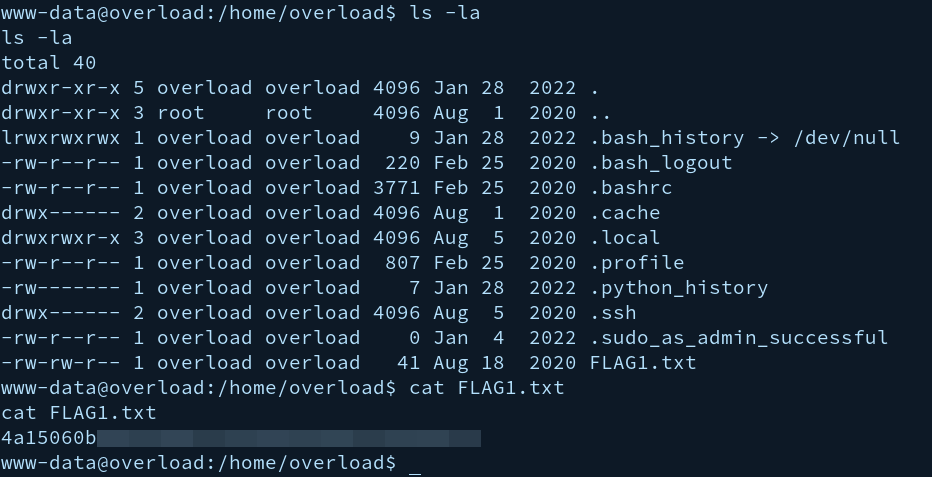 www-data@overload:/home/overload$ ls -la
ls -la
total 40
drwxr-xr-x 5 overload overload 4096 Jan 28  2022 .
drwxr-xr-x 3 root     root     4096 Aug  1  2020 ..
lrwxrwxrwx 1 overload overload    9 Jan 28  2022 .bash_history -> /dev/null
-rw-r--r-- 1 overload overload  220 Feb 25  2020 .bash_logout
-rw-r--r-- 1 overload overload 3771 Feb 25  2020 .bashrc
drwx------ 2 overload overload 4096 Aug  1  2020 .cache
drwxrwxr-x 3 overload overload 4096 Aug  5  2020 .local
-rw-r--r-- 1 overload overload  807 Feb 25  2020 .profile
-rw------- 1 overload overload    7 Jan 28  2022 .python_history
drwx------ 2 overload overload 4096 Aug  5  2020 .ssh
-rw-r--r-- 1 overload overload    0 Jan  4  2022 .sudo_as_admin_successful
-rw-rw-r-- 1 overload overload   41 Aug 18  2020 FLAG1.txt
www-data@overload:/home/overload$ cat FLAG1.txt
cat FLAG1.txt
4a15060b
www-data@overload:/home/overload$ _